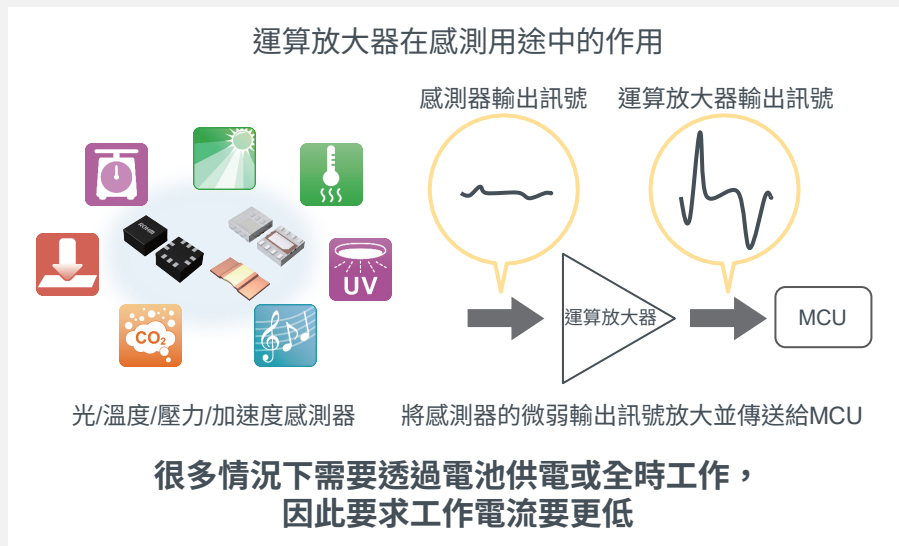 運算放大器在感測用途中的作用
感測器輸出訊號
運算放大器輸出訊號
ROHM
UV
CO₂
運算放大器
MCU
光/溫度/壓力/加速度感測器
將感測器的微弱輸出訊號放大並傳送給MCU
很多情況下需要透過電池供電或全時工作，
因此要求工作電流要更低